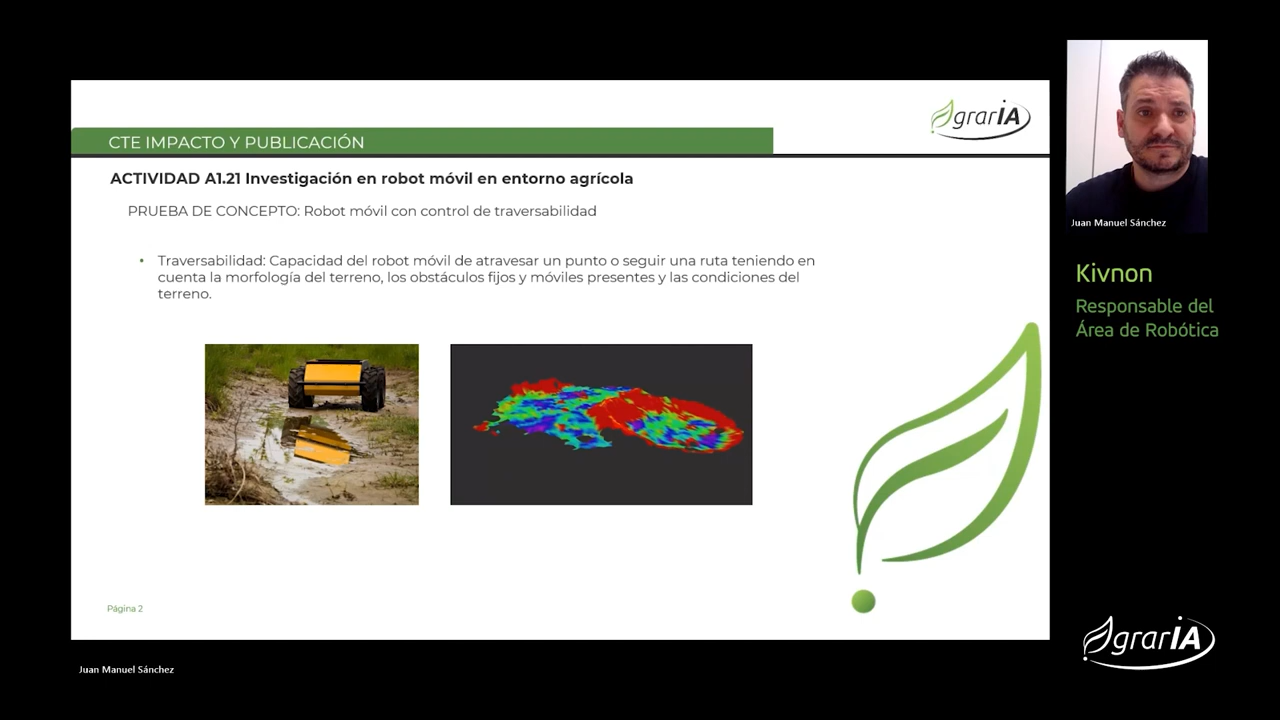 CTE IMPACTO Y PUBLICACIÓN
grarIA
ACTIVIDAD A1.21 Investigación en robot móvil en entorno agrícola
PRUEBA DE CONCEPTO: Robot móvil con control de traversabilidad
• Traversabilidad: Capacidad del robot móvil de atravesar un punto o seguir una ruta teniendo en
cuenta la morfología del terreno, los obstáculos fijos y móviles presentes y las condiciones del
terreno.
Página 2
Juan Manuel Sánchez
Juan Manuel Sánchez
Kivnon
Responsable del
Área de Robótica
grarIA